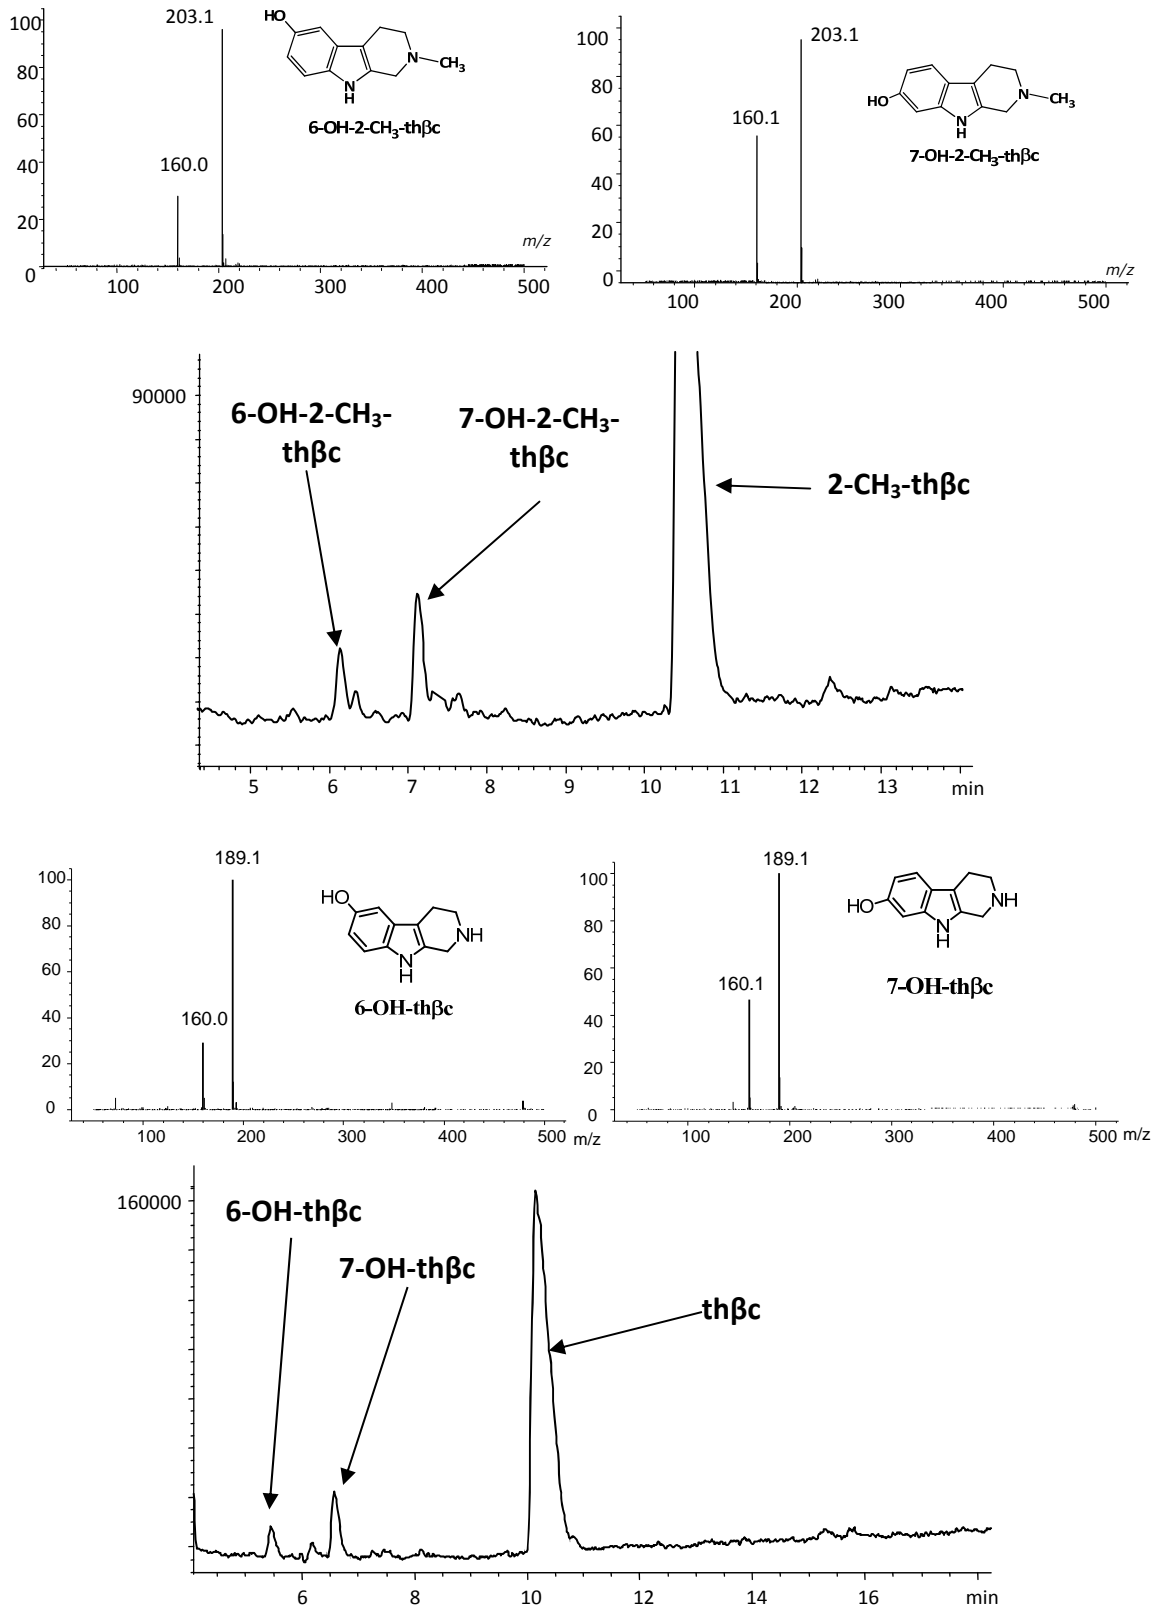 203.1
160.0
HO
N
CH₃
N
H
6-OH-2-CH₃-thβc
100
80
60
40
20
0
m/z
100 200 300 400 500
203.1
160.1
HO
N
CH₃
N
H
7-OH-2-CH₃-thβc
100
80
60
40
20
0
m/z
100 200 300 400 500
90000
6-OH-2-CH₃-
thβc
7-OH-2-CH₃-
thβc
2-CH₃-thβc
5 6 7 8 9 10 11 12 13 min
189.1
160.0
HO
NH
N
H
6-OH-thβc
100
80
60
40
20
0
100 200 300 400 500 m/z
189.1
160.1
HO
NH
N
H
7-OH-thβc
100
80
60
40
20
0
100 200 300 400 500 m/z
160000
6-OH-thβc
7-OH-thβc
thβc
6 8 10 12 14 16 min